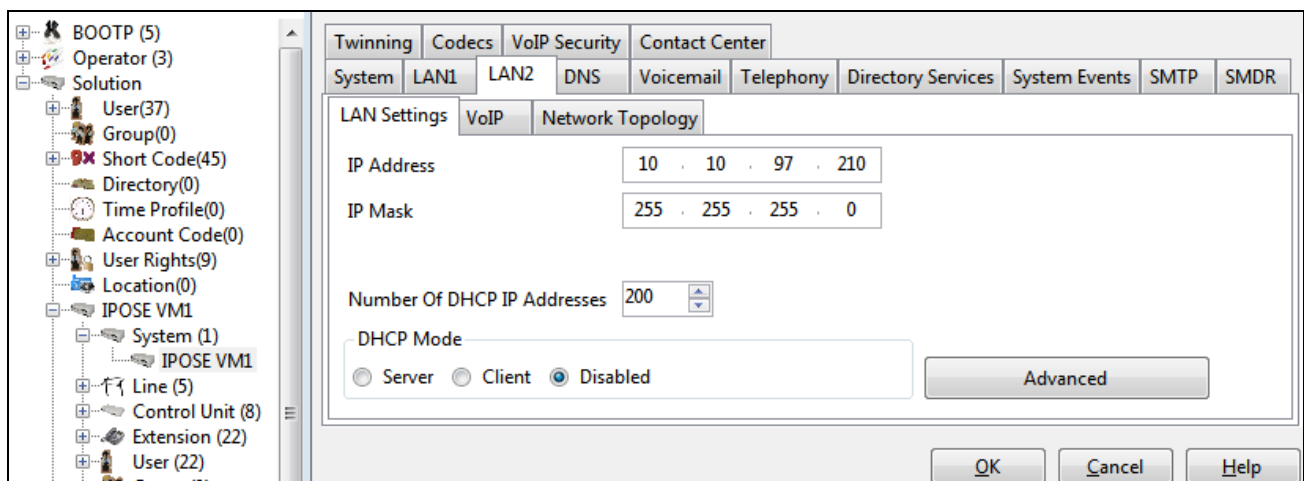 BOOTP (5)
Operator (3)
Solution
User(37)
Group(0)
Short Code(45)
Directory(0)
Time Profile(0)
Account Code(0)
User Rights(9)
Location(0)
IPOSE VM1
System (1)
IPOSE VM1
Line (5)
Control Unit (8)
Extension (22)
User (22)
Twinning Codecs VoIP Security Contact Center
System LAN1 LAN2 DNS Voicemail Telephony Directory Services System Events SMTP SMDR
LAN Settings VoIP Network Topology
IP Address 10 . 10 . 97 . 210
IP Mask 255 . 255 . 255 . 0
Number Of DHCP IP Addresses 200
DHCP Mode
Server Client Disabled
Advanced
OK Cancel Help